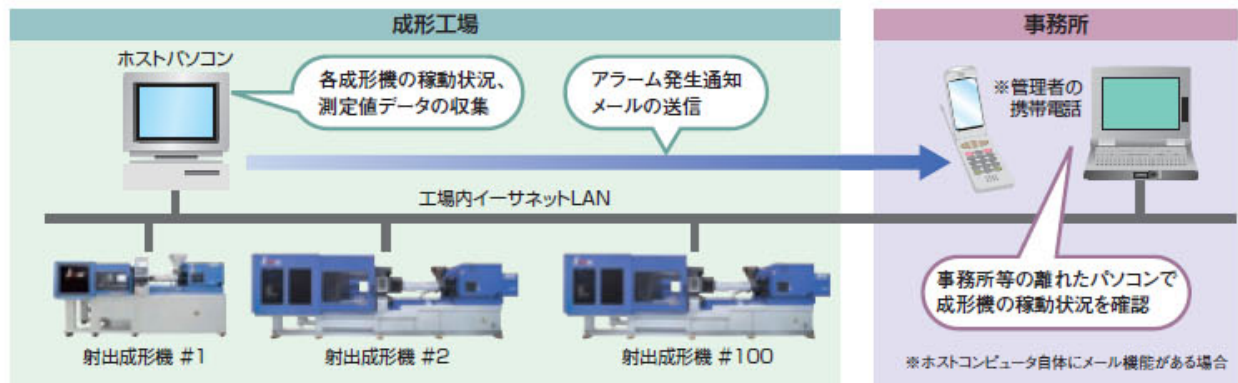 成形工場
事務所
ホストパソコン
各成形機の稼動状況、
測定値データの収集
アラーム発生通知
メールの送信
※管理者の
携帯電話
工場内イーサネットLAN
事務所等の離れたパソコンで
成形機の稼動状況を確認
射出成形機 #1
射出成形機 #2
射出成形機 #100
※ホストコンピュータ自体にメール機能がある場合